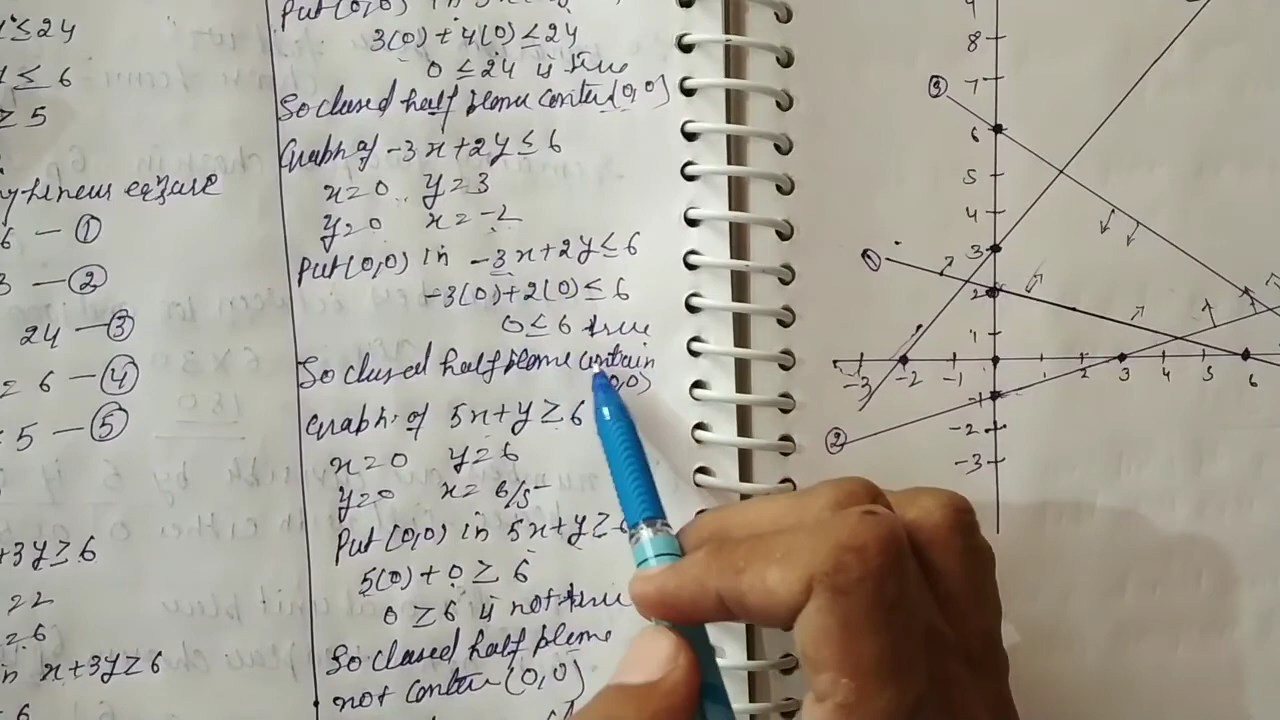 ≤24
≤ 6
≥ 5
6 — ①
3 — ②
24 — ③
≥ 6 — ④
5 — ⑤
+3y≥6
22
≥6
in x+3y≥6
6
Put (0,0) in
3(0)+4(0)≤24
0 ≤24 is true
So closed half plane (0,0)
Graph of -3x+2y≤6
x=0 y=3
y=0 x=-2
Put (0,0) in -3x+2y≤6
-3(0)+2(0)≤6
0≤6 true
So closed half plane contain
0,0)
Graph of 5x+y≥6
x=0 y=6
y=0 x=6/5
Put (0,0) in 5x+y≥6
5(0)+0≥6
0≥6 is not true
So closed half plane
not (0,0)
9
8
7
③
6
5
4
3
①
2
1
-3 -2 -1 1 2 3 4 5 6
-1
②
-2
-3